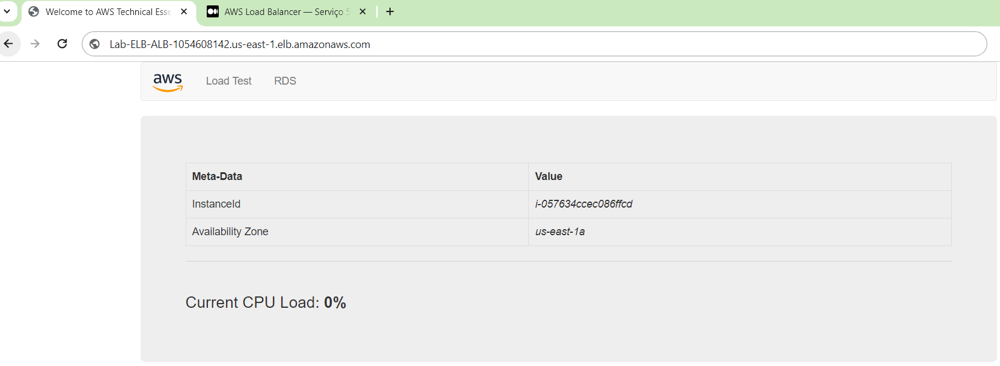 Welcome to AWS Technical Esse
AWS Load Balancer — Serviço
Lab-ELB-ALB-1054608142.us-east-1.elb.amazonaws.com
aws Load Test RDS
Meta-Data Value
InstanceId i-057634ccec086ffcd
Availability Zone us-east-1a
Current CPU Load: 0%